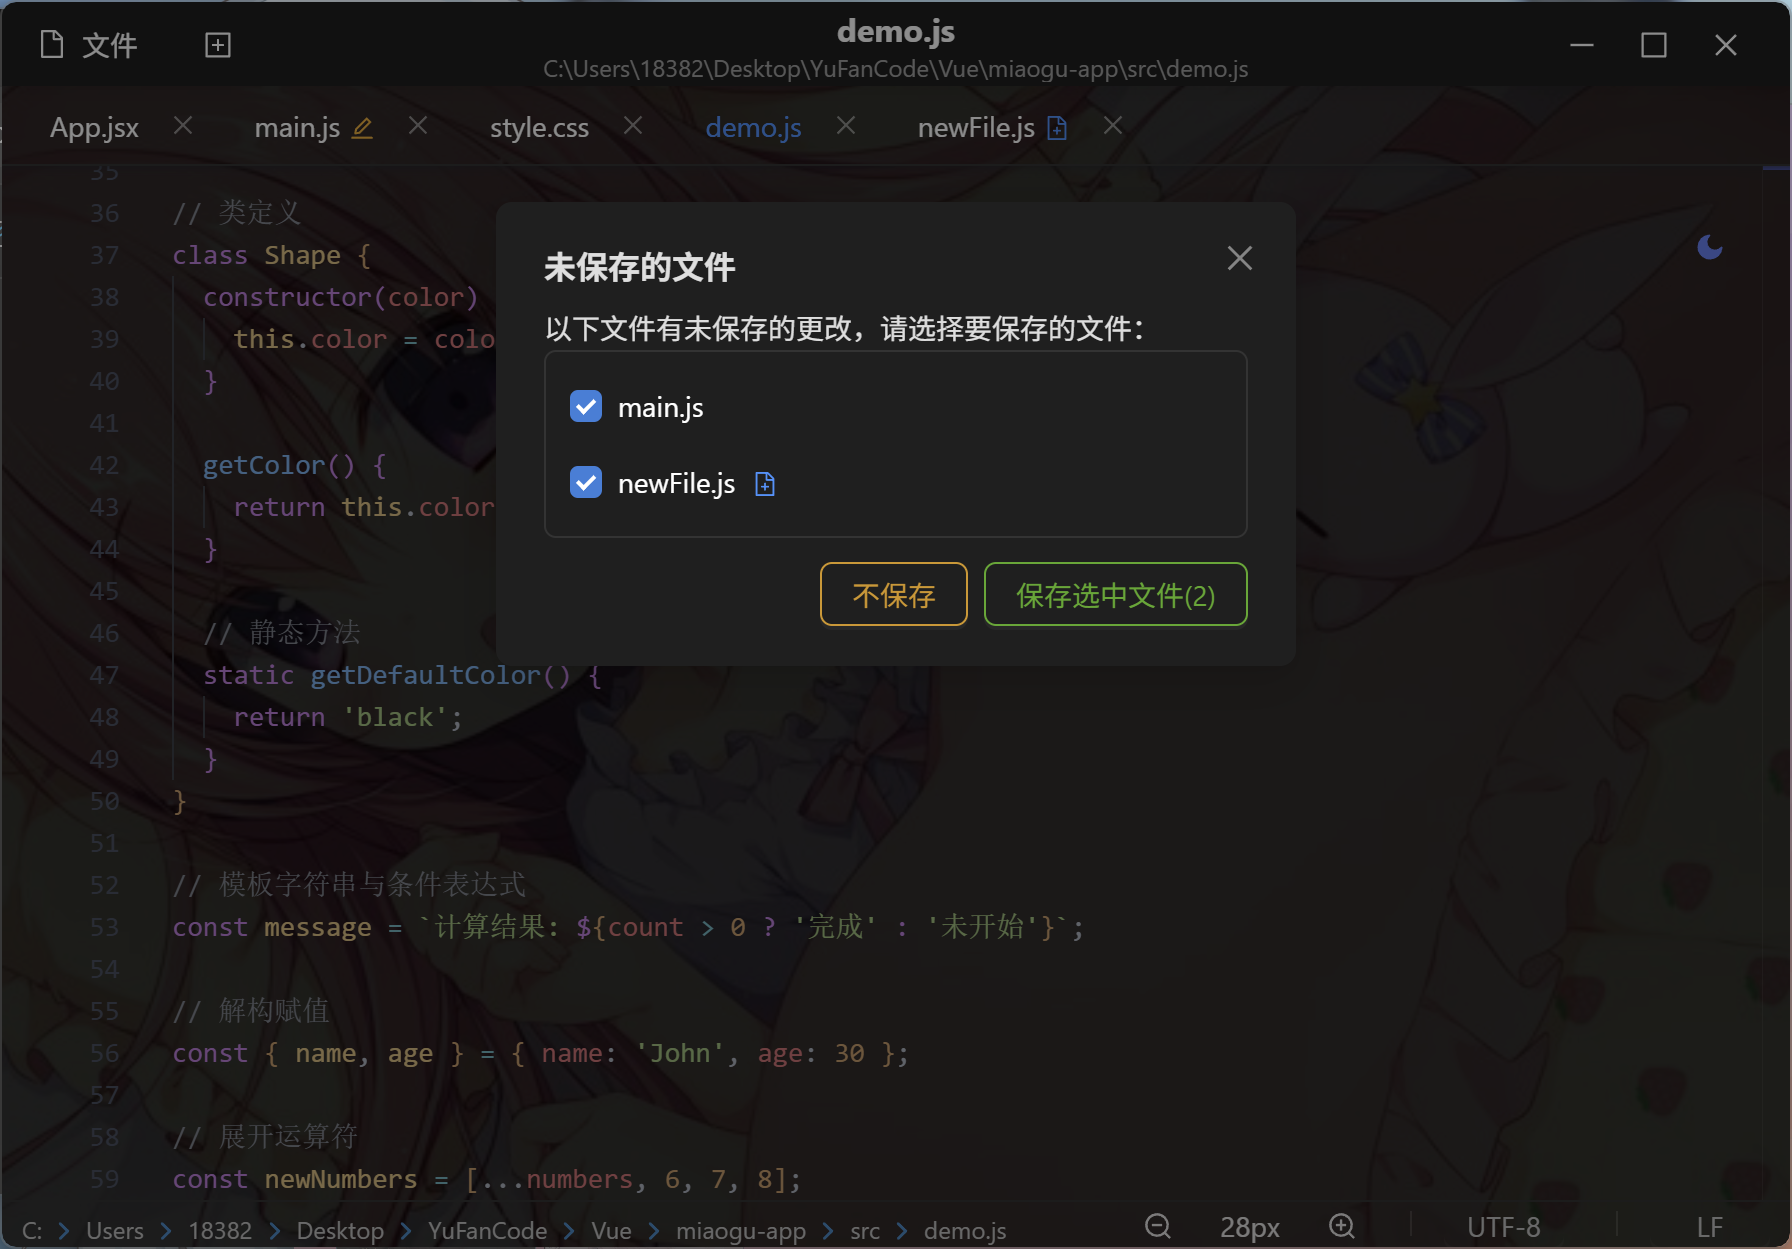 文件
demo.js
C:\Users\18382\Desktop\YuFanCode\Vue\miaogu-app\src\demo.js
App.jsx main.js style.css demo.js newFile.js
35
36 // 类定义
37 class Shape {
38 constructor(color)
39 this.color = colo
40 }
41
42 getColor() {
43 return this.color
44 }
45
46 // 静态方法
47 static getDefaultColor() {
48 return 'black';
49 }
50 }
51
52 // 模板字符串与条件表达式
53 const message = `计算结果: ${count > 0 ? '完成' : '未开始'}`;
54
55 // 解构赋值
56 const { name, age } = { name: 'John', age: 30 };
57
58 // 展开运算符
59 const newNumbers = [...numbers, 6, 7, 8];
未保存的文件
以下文件有未保存的更改，请选择要保存的文件：
main.js
newFile.js
不保存 保存选中文件(2)
C: > Users > 18382 > Desktop > YuFanCode > Vue > miaogu-app > src > demo.js 28px UTF-8 LF